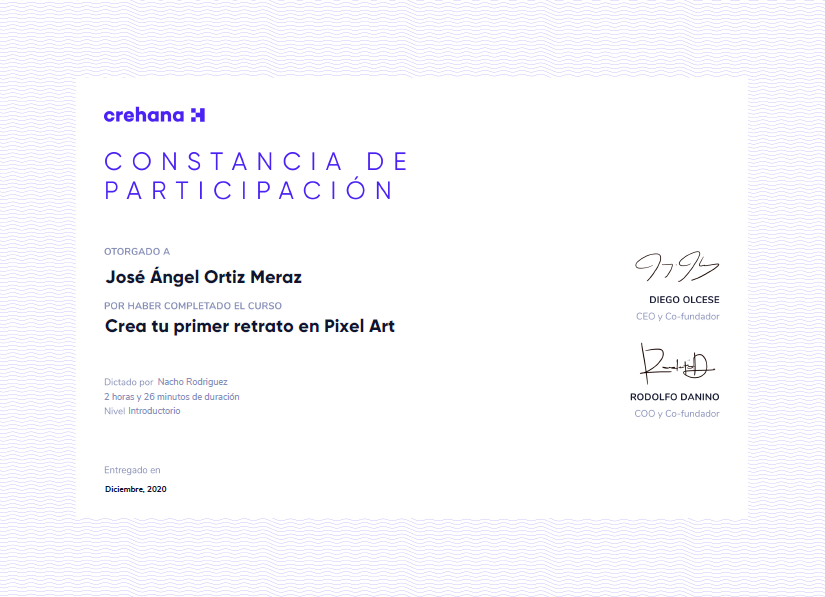 crehana
CONSTANCIA DE
PARTICIPACIÓN
OTORGADO A
José Ángel Ortiz Meraz
POR HABER COMPLETADO EL CURSO
Crea tu primer retrato en Pixel Art
Dictado por Nacho Rodriguez
2 horas y 26 minutos de duración
Nivel Introductorio
Entregado en
Diciembre, 2020
DIEGO OLCESE
CEO y Co-fundador
RODOLFO DANINO
COO y Co-fundador